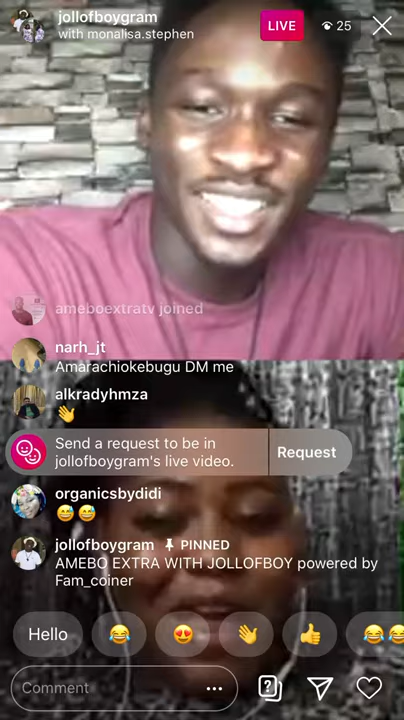 jollofboygram
with monalisa.stephen
LIVE
25
ameboextratv joined
narh_jt
Amarachiokebugu DM me
alkradyhmza
👋
Send a request to be in
jollofboygram's live video.
Request
organicsbydidi
😅😅
jollofboygram PINNED
AMEBO EXTRA WITH JOLLOFBOY powered by
Fam_coiner
Hello 😂 😍 👋 👍 😂😂
Comment